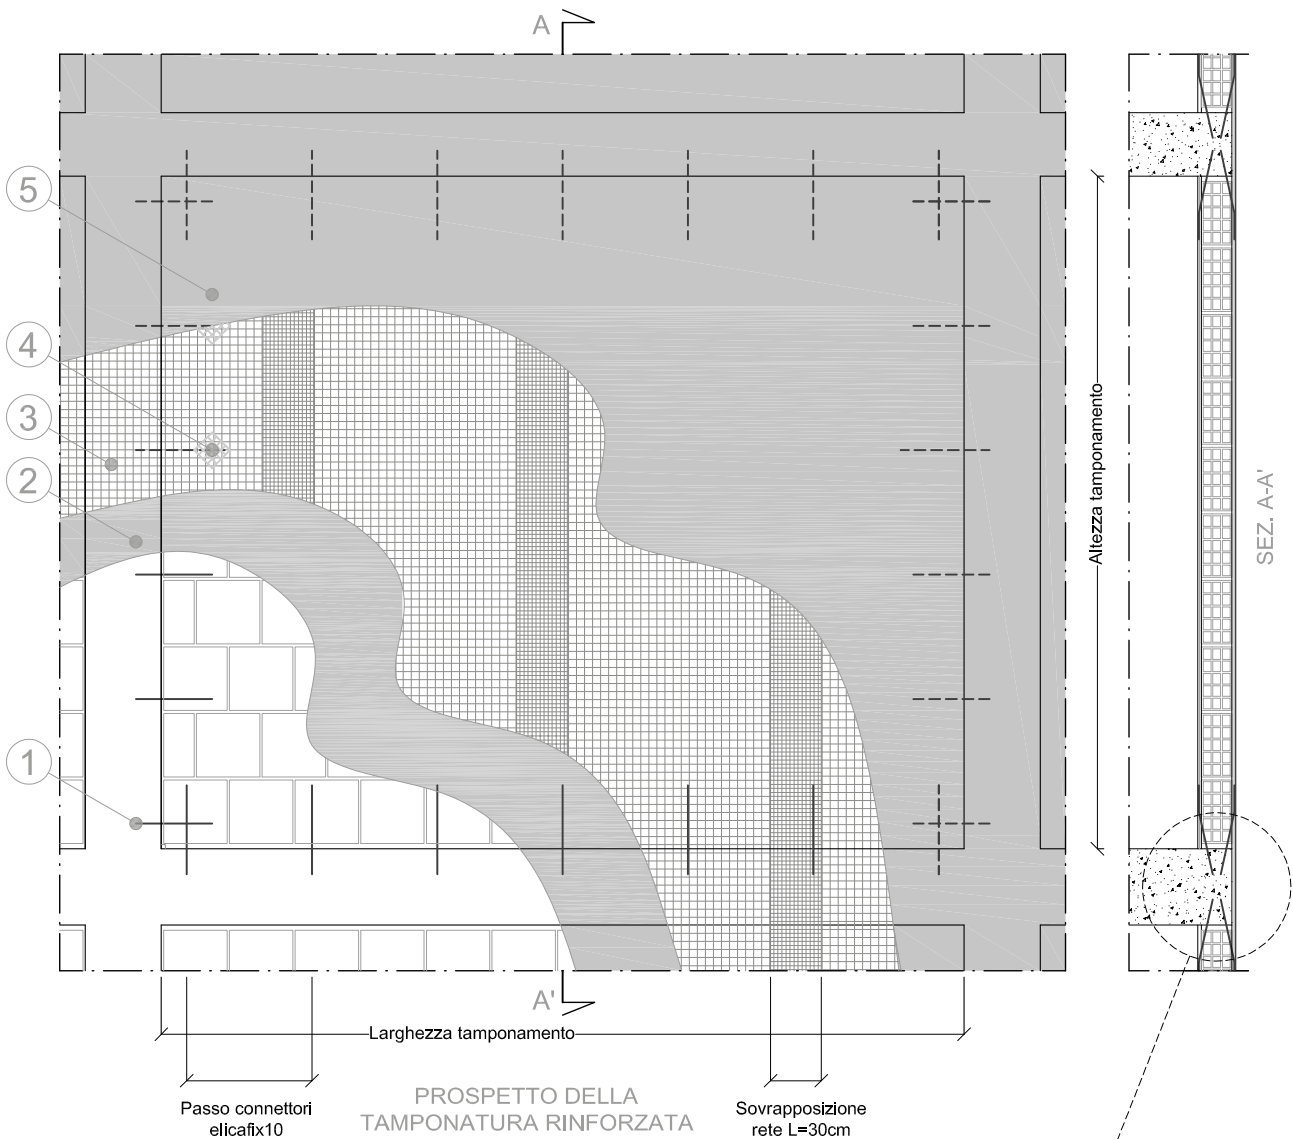 A
5
4
3
2
1
Altezza tamponamento
SEZ. A-A'
A'
Larghezza tamponamento
Passo connettori
elicafix10
PROSPETTO DELLA
TAMPONATURA RINFORZATA
Sovrapposizione
rete L=30cm